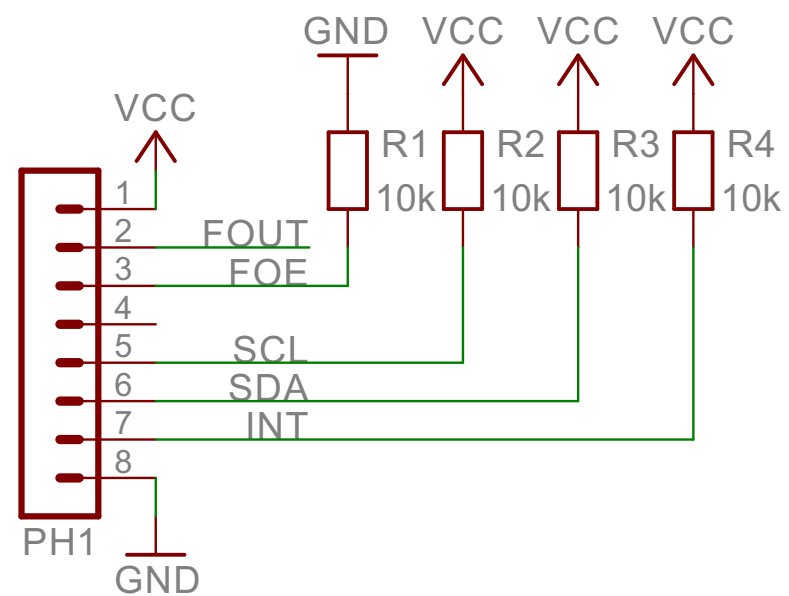 GND VCC VCC VCC
VCC
R1 R2 R3 R4
10k 10k 10k 10k
1
2 FOUT
3 FOE
4
5 SCL
6 SDA
7 INT
8
PH1
GND